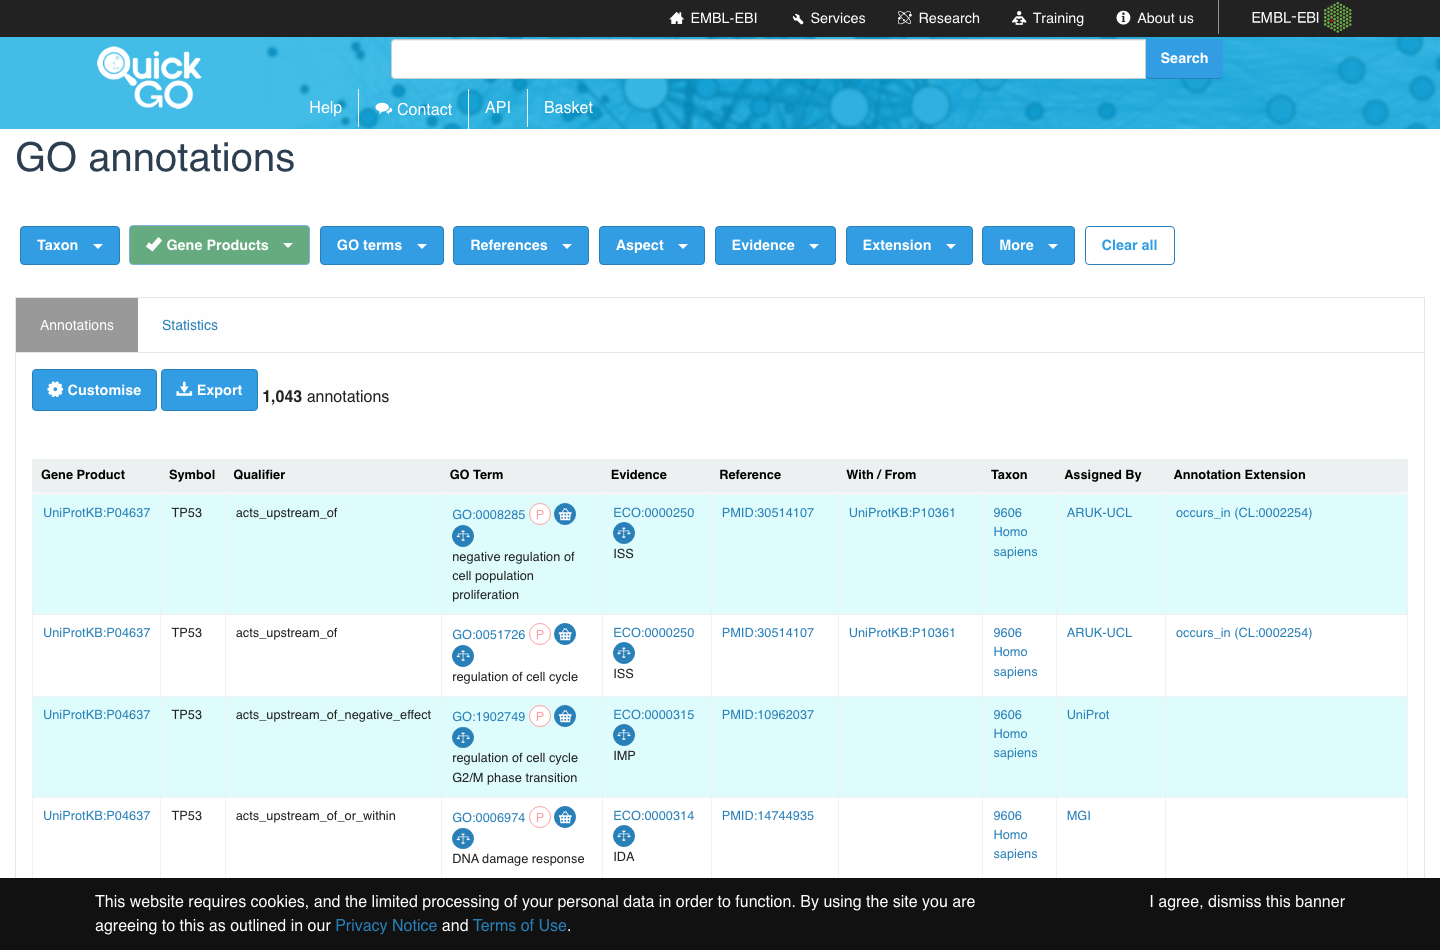 EMBL-EBI Services Research Training About us EMBL-EBI
Quick GO
Search
Help Contact API Basket
GO annotations
Taxon Gene Products GO terms References Aspect Evidence Extension More Clear all
Annotations Statistics
Customise Export 1,043 annotations
Gene Product Symbol Qualifier GO Term Evidence Reference With / From Taxon Assigned By Annotation Extension
UniProtKB:P04637 TP53 acts_upstream_of GO:0008285 P ECO:0000250 PMID:30514107 UniProtKB:P10361 9606 ARUK-UCL occurs_in (CL:0002254)
Homo
ISS sapiens
negative regulation of
cell population
proliferation
UniProtKB:P04637 TP53 acts_upstream_of GO:0051726 P ECO:0000250 PMID:30514107 UniProtKB:P10361 9606 ARUK-UCL occurs_in (CL:0002254)
Homo
regulation of cell cycle ISS sapiens
UniProtKB:P04637 TP53 acts_upstream_of_negative_effect GO:1902749 P ECO:0000315 PMID:10962037 9606 UniProt
Homo
regulation of cell cycle IMP sapiens
G2/M phase transition
UniProtKB:P04637 TP53 acts_upstream_of_or_within GO:0006974 P ECO:0000314 PMID:14744935 9606 MGI
Homo
DNA damage response IDA sapiens
This website requires cookies, and the limited processing of your personal data in order to function. By using the site you are I agree, dismiss this banner
agreeing to this as outlined in our Privacy Notice and Terms of Use.